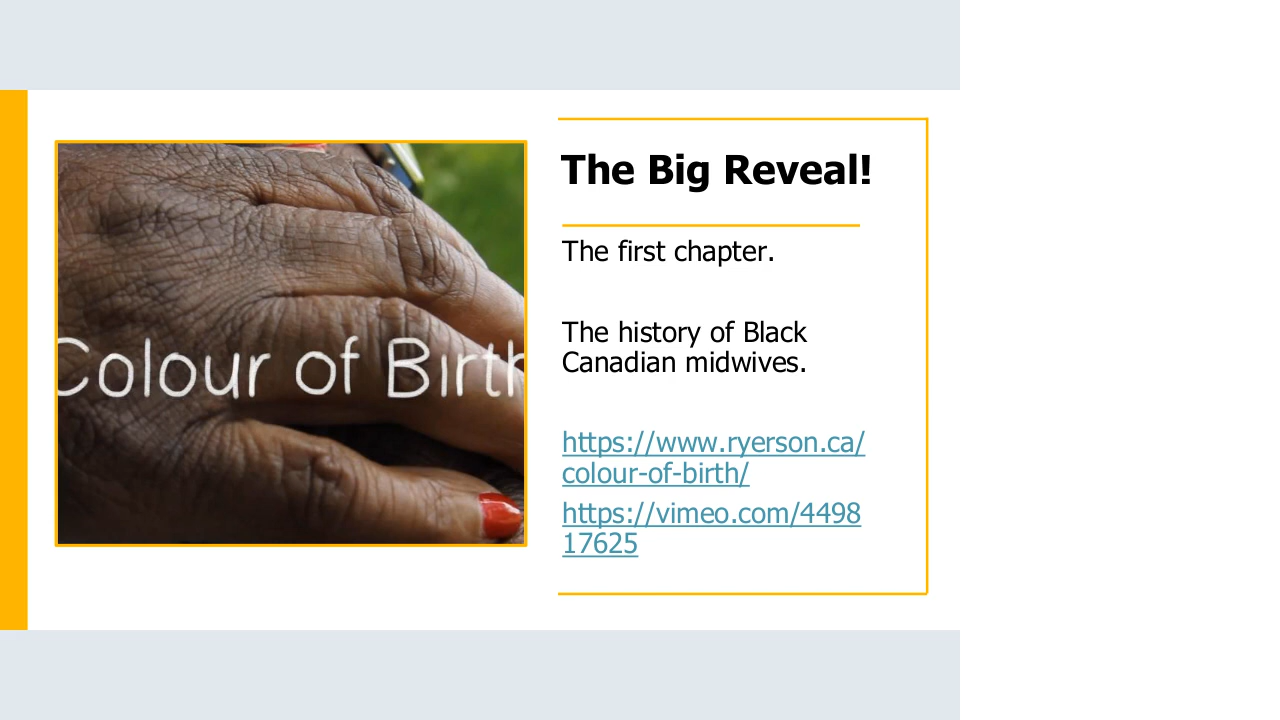 Colour of Birth
The Big Reveal!
The first chapter.
The history of Black
Canadian midwives.
https://www.ryerson.ca/
colour-of-birth/
https://vimeo.com/4498
17625